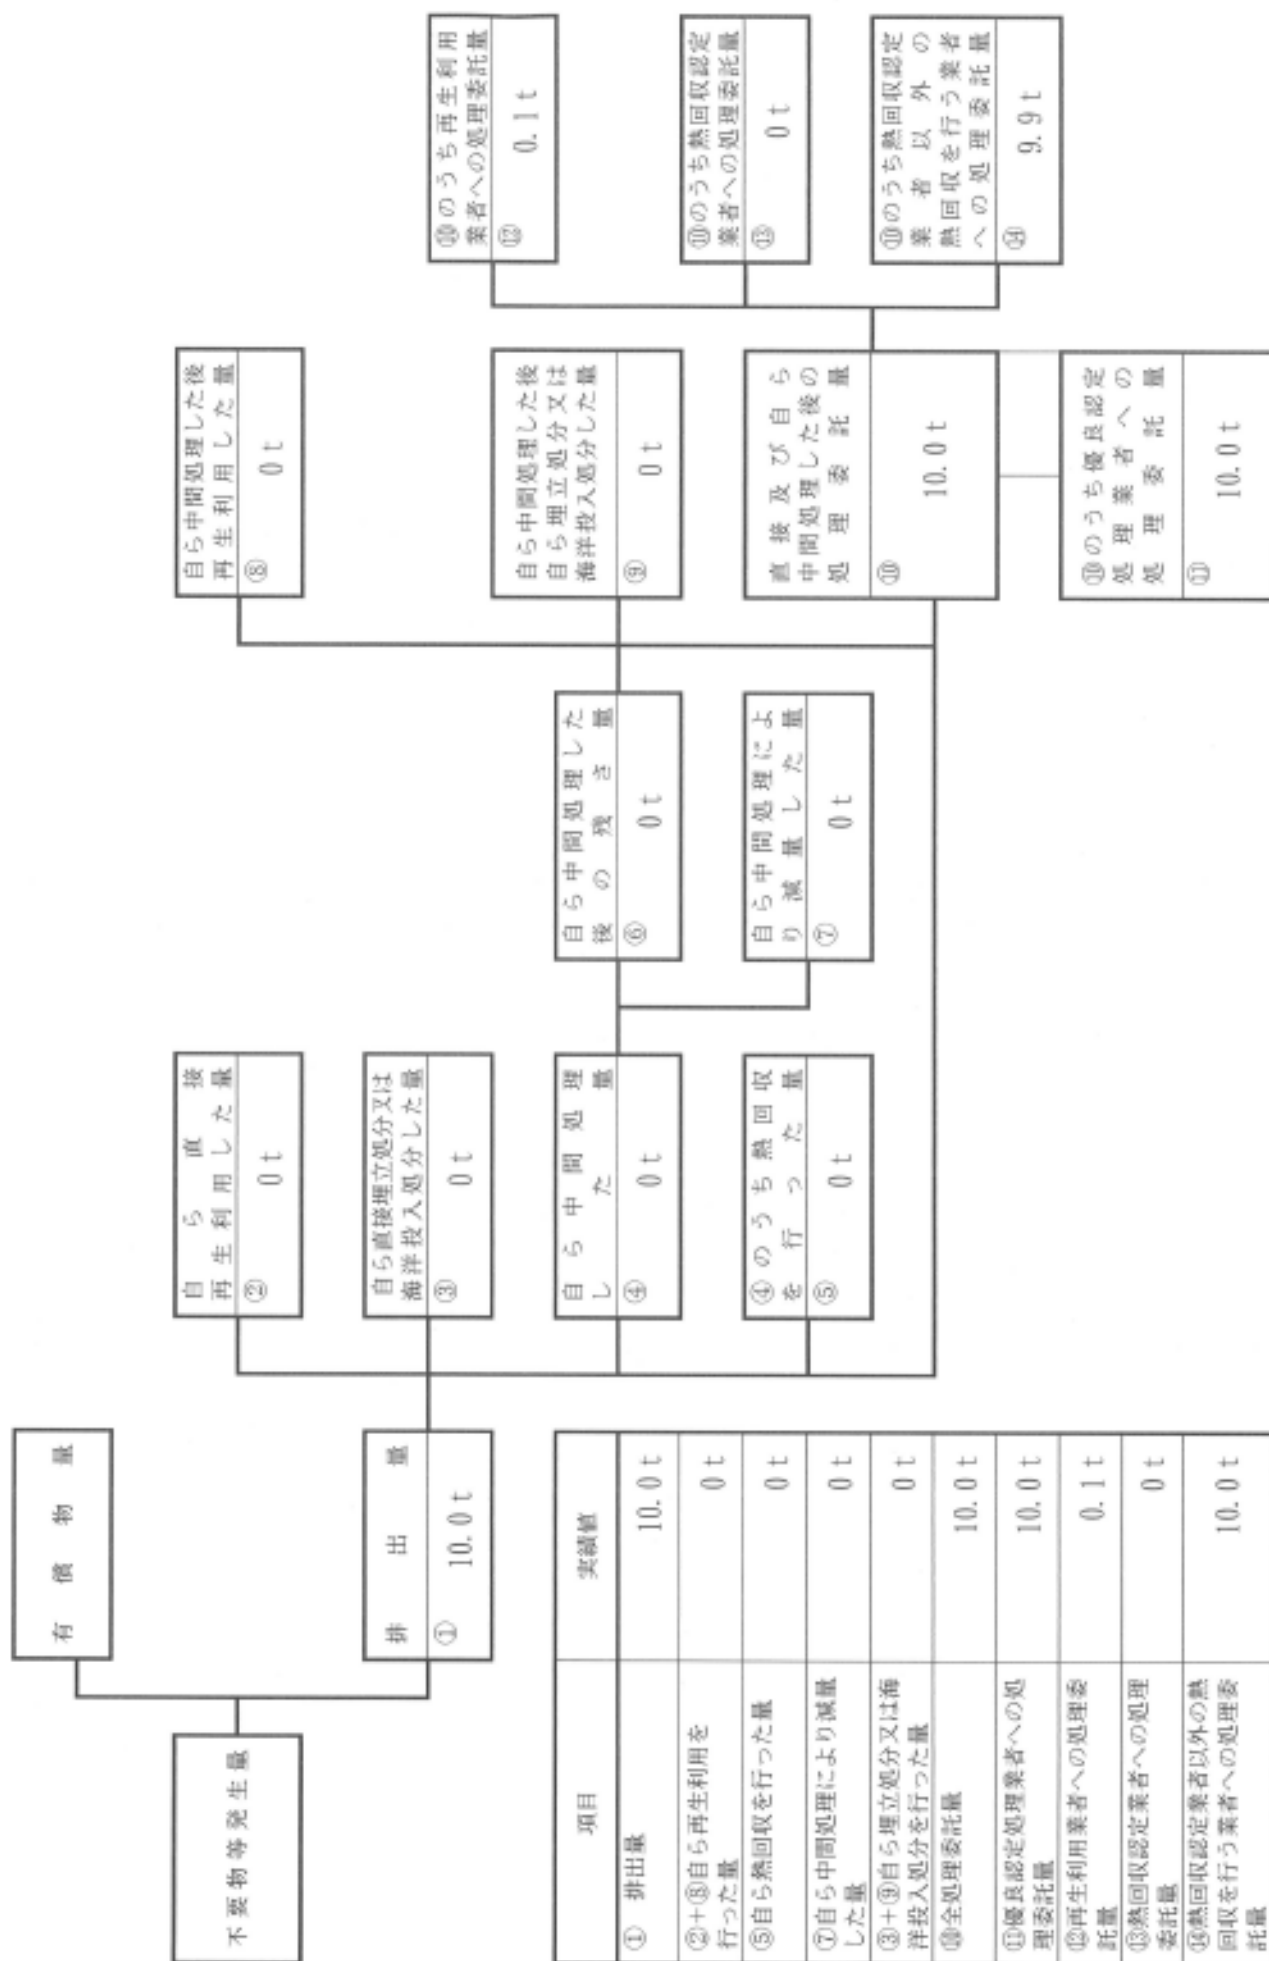 不要物等発生量
有償物量
排出量
① 10.0t
自ら直接
再生利用した量
② 0t
自ら直接埋立処分又は
海洋投入処分した量
③ 0t
自ら中間処理
した量
④ 0t
④のうち熱回収
を行った量
⑤ 0t
自ら中間処理した
後の残さ量
⑥ 0t
自ら中間処理によ
り減量した量
⑦ 0t
自ら中間処理した後
再生利用した量
⑧ 0t
自ら中間処理した後
自ら埋立処分又は
海洋投入処分した量
⑨ 0t
直接及び自ら
中間処理した後の
処理委託量
⑩ 10.0t
⑩のうち優良認定
処理業者への
処理委託量
⑪ 10.0t
⑩のうち再生利用
業者への処理委託量
⑫ 0.1t
⑩のうち熱回収認定
業者への処理委託量
⑬ 0t
⑩のうち熱回収認定
業者以外の
熱回収を行う業者
への処理委託量
⑭ 9.9t
項目 実績値
① 排出量 10.0t
②+⑧自ら再生利用を
行った量 0t
⑤自ら熱回収を行った量 0t
⑦自ら中間処理により減量
した量 0t
③+⑨自ら埋立処分又は海
洋投入処分を行った量 0t
⑩全処理委託量 10.0t
⑪優良認定処理業者への処
理委託量 10.0t
⑫再生利用業者への処理委
託量 0.1t
⑬熱回収認定業者への処理
委託量 0t
⑭熱回収認定業者以外の熱
回収を行う業者への処理委
託量 10.0t